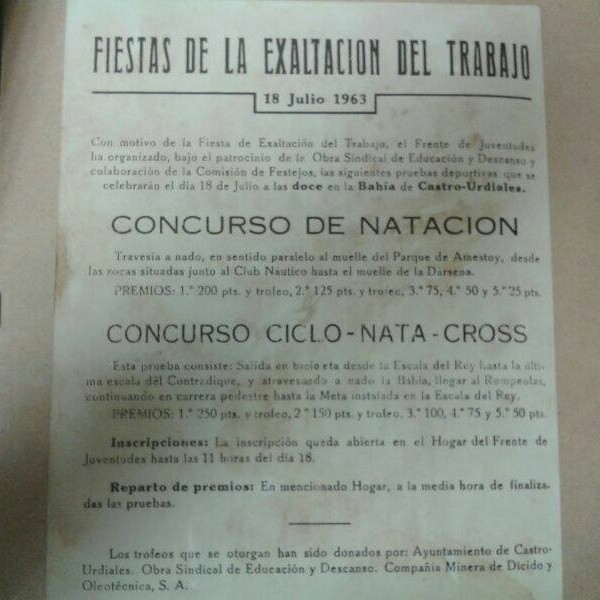 FIESTAS DE LA EXALTACION DEL TRABAJO
18 Julio 1963
Con motivo de la Fiesta de Exaltación del Trabajo, el Frente de Juventudes
ha organizado, bajo el patrocinio de la Obra Sindical de Educación y Descanso y
colaboración de la Comisión de Festejos, las siguientes pruebas deportivas que se
celebrarán el día 18 de Julio a las doce en la Bahía de Castro-Urdiales.
CONCURSO DE NATACION
Travesía a nado, en sentido paralelo al muelle del Parque de Amestoy, desde
las rocas situadas junto al Club Náutico hasta el muelle de la Dársena.
PREMIOS: 1.º 200 pts. y trofeo, 2.º 125 pts. y trofeo, 3.º 75, 4.º 50 y 5.º 25 pts.
CONCURSO CICLO-NATA-CROSS
Esta prueba consiste: Salida en bicicleta desde la Escala del Rey hasta la últi-
ma escala del Contradique, y atravesando a nado la Bahía, llegar al Rompeolas,
continuando en carrera pedestre hasta la Meta instalada en la Escala del Rey.
PREMIOS: 1.º 250 pts. y trofeo, 2.º 150 pts. y trofeo, 3.º 100, 4.º 75 y 5.º 50 pts.
Inscripciones: La inscripción queda abierta en el Hogar del Frente de
Juventudes hasta las 11 horas del día 18.
Reparto de premios: En mencionado Hogar, a la media hora de finaliza-
das las pruebas.
Los trofeos que se oturgan han sido donados por: Ayuntamiento de Castro-
Urdiales. Obra Sindical de Educación y Descanso. Compañía Minera de Dícido y
Oleotécnica, S. A.